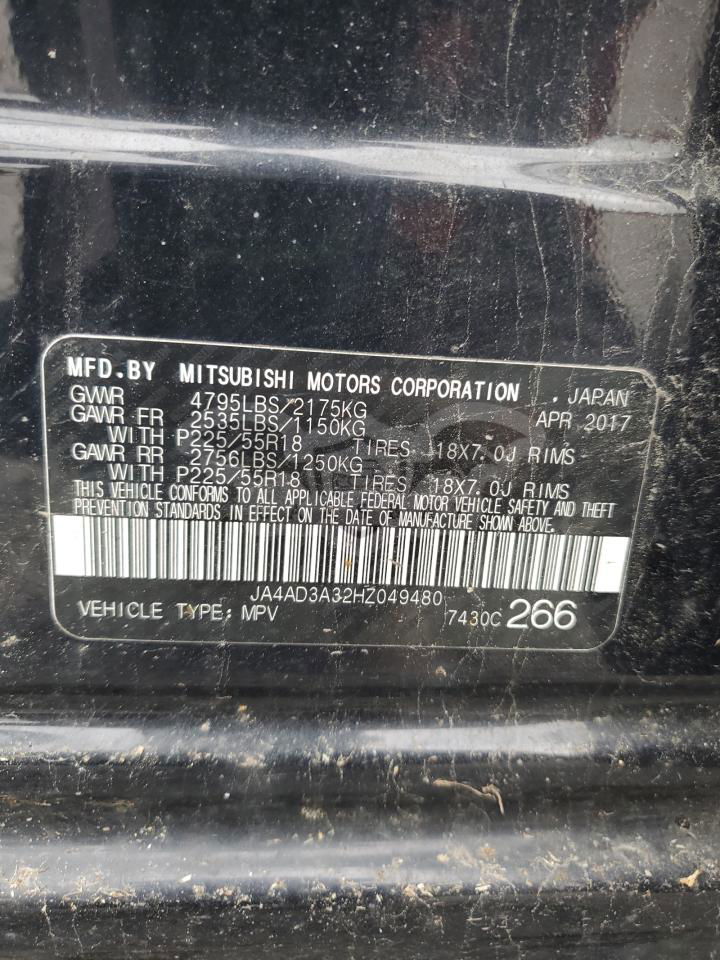 MFD.BY MITSUBISHI MOTORS CORPORATION , JAPAN
GWWR 4795LBS/2175KG APR 2017
GAWR FR 2535LBS/1150KG
WITH P225/55R18 TIRES 18X7.0J RIMS
GAWR RR 2756LBS/1250KG
WITH P225/55R18 TIRES 18X7.0J RIMS
THIS VEHICLE CONFORMS TO ALL APPLICABLE FEDERAL MOTOR VEHICLE SAFETY AND THEFT
PREVENTION STANDARDS IN EFFECT ON THE DATE OF MANUFACTURE SHOWN ABOVE.
JA4AD3A32HZ049480
VEHICLE TYPE: MPV 7430C 266